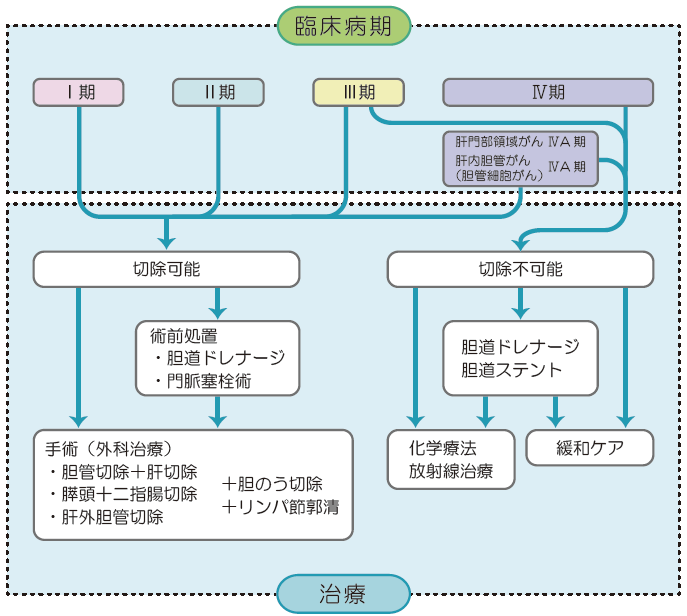 臨床病期
Ⅰ期
Ⅱ期
Ⅲ期
Ⅳ期
肝門部領域がん ⅣA期
肝内胆管がん
(胆管細胞がん) ⅣA期
切除可能
切除不可能
術前処置
・胆道ドレナージ
・門脈塞栓術
胆道ドレナージ
胆道ステント
手術（外科治療）
・胆管切除＋肝切除
・膵頭十二指腸切除
・肝外胆管切除
＋胆のう切除
＋リンパ節郭清
化学療法
放射線治療
緩和ケア
治療